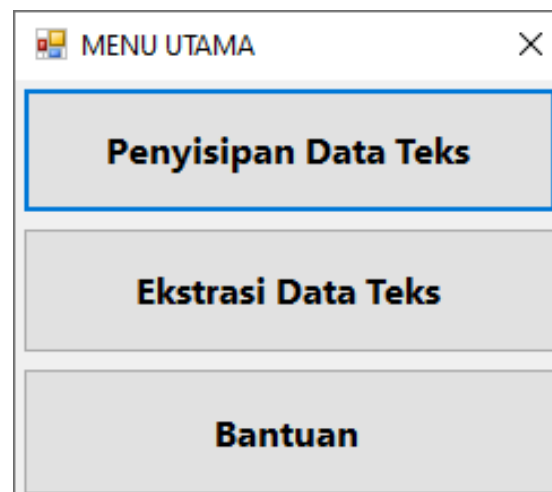 MENU UTAMA
Penyisipan Data Teks
Ekstrasi Data Teks
Bantuan